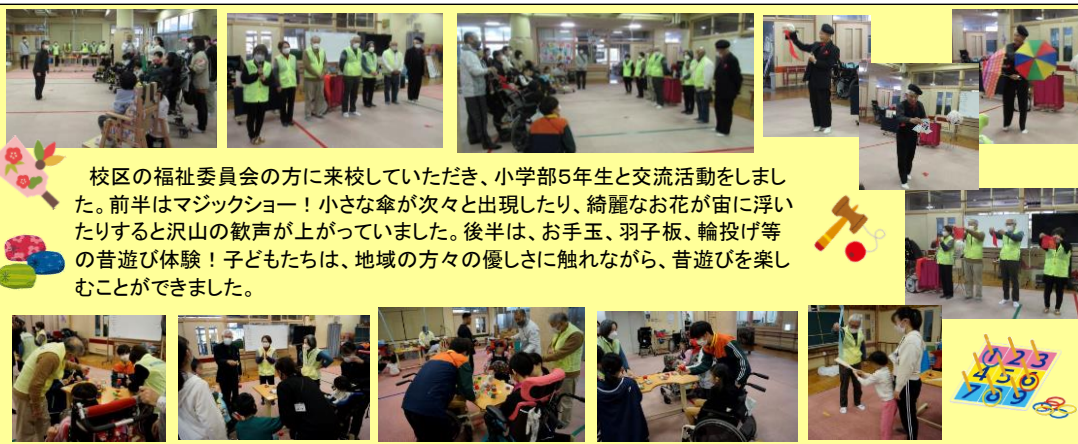 校区の福祉委員会の方に来校していただき、小学部5年生と交流活動をしまし
た。前半はマジックショー！小さな傘が次々と出現したり、綺麗なお花が宙に浮い
たりすると沢山の歓声が上がっていました。後半は、お手玉、羽子板、輪投げ等
の昔遊び体験！子どもたちは、地域の方々の優しさに触れながら、昔遊びを楽し
むことができました。
1 2 3
4 5 6
7 8 9